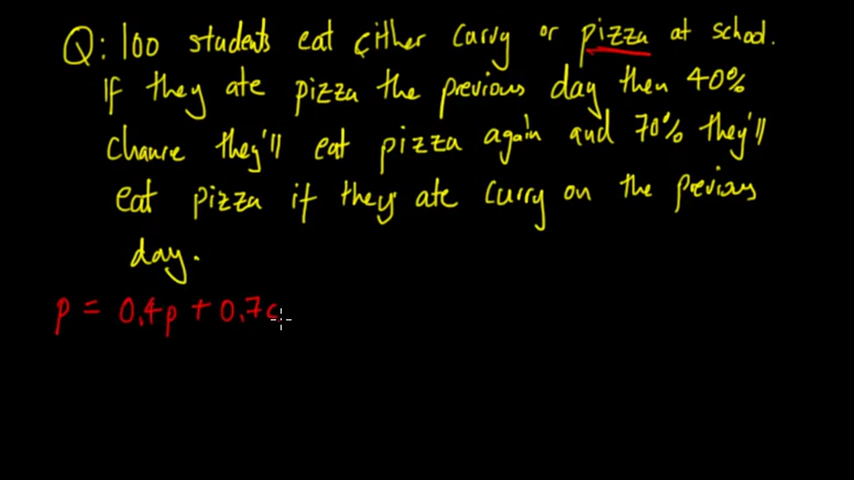 Q: 100 students eat either curry or pizza at school.
If they ate pizza the previous day then 40%
chance they'll eat pizza again and 70% they'll
eat pizza if they ate curry on the previous
day.
p = 0.4p + 0.7c